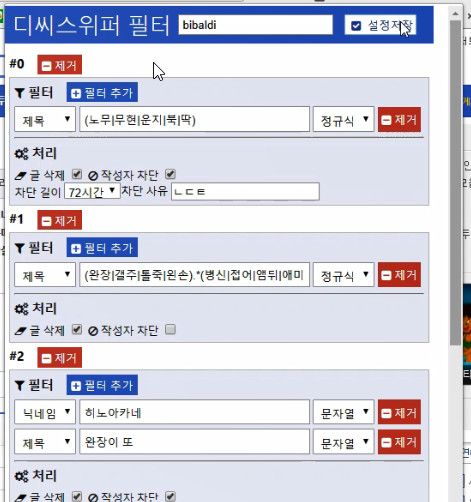 디씨스위퍼 필터 bibaldi 설정저장
#0 제거
필터 필터 추가
제목 (노무|무현|운지|북|딱) 정규식 제거
처리
글 삭제 작성자 차단
차단 길이 72시간 차단 사유 ㄴㄷㅌ
#1 제거
필터 필터 추가
제목 (완장|갤주|틀죽|왼손).*(병신|접어|앰뒤|애미 정규식 제거
처리
글 삭제 작성자 차단
#2 제거
필터 필터 추가
닉네임 히노아카네 문자열 제거
제목 완장이 또 문자열 제거
처리
글 삭제 작성자 차단